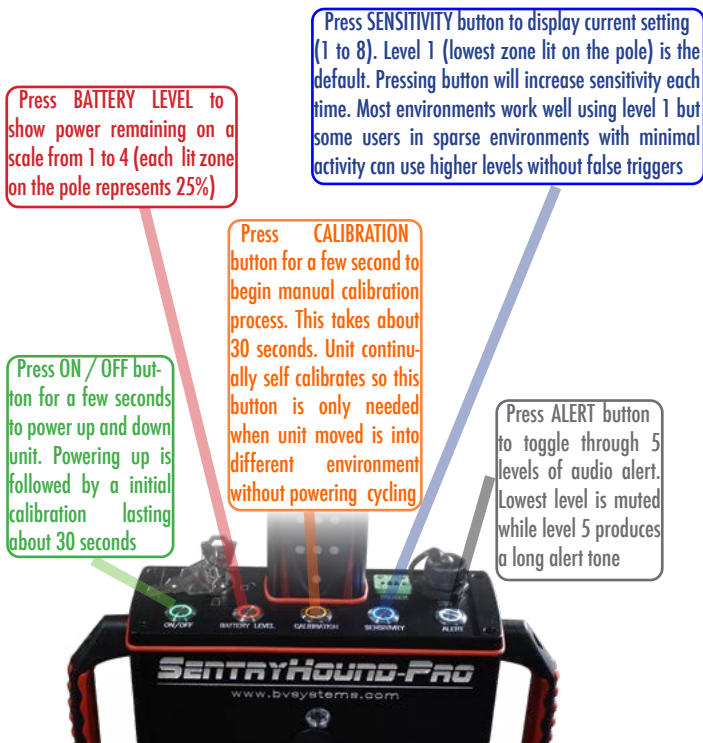 Press SENSITIVITY button to display current setting
(1 to 8). Level 1 (lowest zone lit on the pole) is the
default. Pressing button will increase sensitivity each
time. Most environments work well using level 1 but
some users in sparse environments with minimal
activity can use higher levels without false triggers
Press BATTERY LEVEL to
show power remaining on a
scale from 1 to 4 (each lit zone
on the pole represents 25%)
Press CALIBRATION
button for a few second to
begin manual calibration
process. This takes about
30 seconds. Unit continu-
ally self calibrates so this
button is only needed
when unit moved is into
different environment
without powering cycling
Press ON / OFF but-
ton for a few seconds
to power up and down
unit. Powering up is
followed by a initial
calibration lasting
about 30 seconds
Press ALERT button
to toggle through 5
levels of audio alert.
Lowest level is muted
while level 5 produces
a long alert tone
ON/OFF
BATTERY LEVEL
CALIBRATION
SENSITIVITY
ALERT
SENTRYHOUND-PRO
www.bvsystems.com